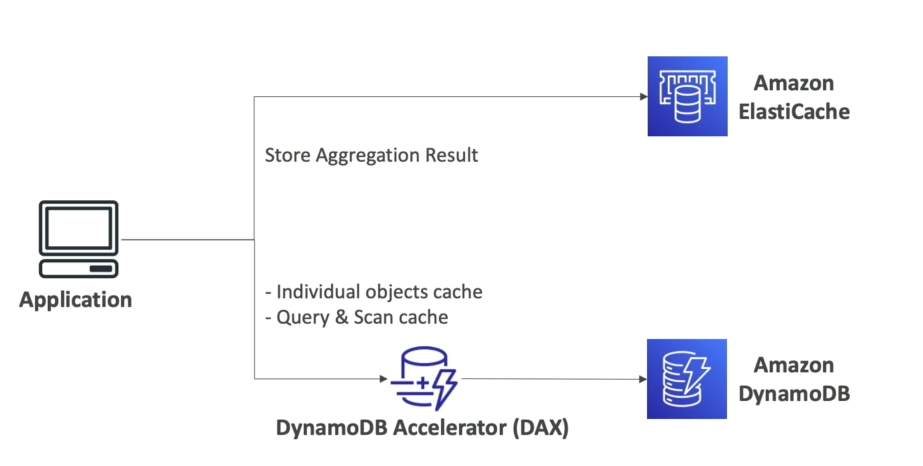 Amazon
ElastiCache
Store Aggregation Result
Application
- Individual objects cache
- Query & Scan cache
Amazon
DynamoDB
DynamoDB Accelerator (DAX)